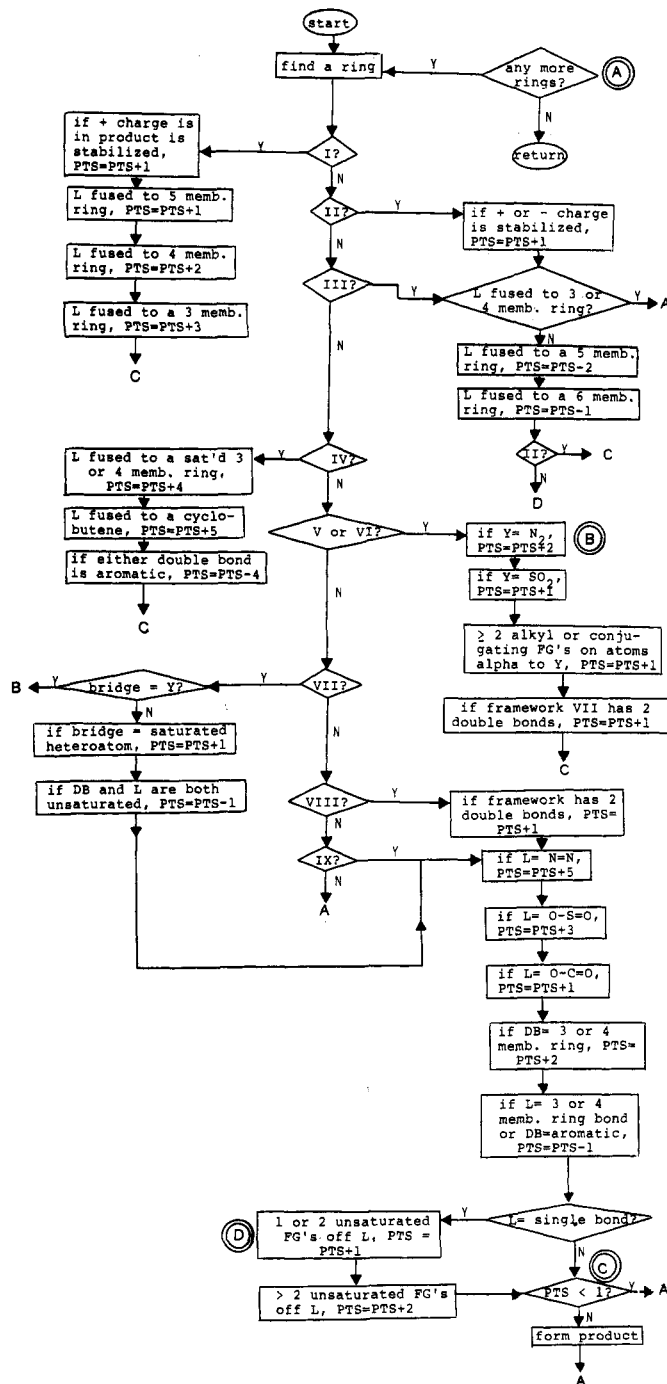 start
find a ring
Y
any more
rings?
A
N
return
if + charge is
in product is
stabilized,
PTS=PTS+1
Y
I?
N
L fused to 5 memb.
ring, PTS=PTS+1
II?
Y
if + or - charge
is stabilized,
PTS=PTS+1
N
L fused to 4 memb.
ring, PTS=PTS+2
III?
Y
L fused to 3 or
4 memb. ring?
Y
A
L fused to a 3 memb.
ring, PTS=PTS+3
C
N
N
L fused to a 5 memb.
ring, PTS=PTS-2
L fused to a 6 memb.
ring, PTS=PTS-1
II?
Y
C
N
D
L fused to a sat'd 3
or 4 memb. ring,
PTS=PTS+4
Y
IV?
N
L fused to a cyclo-
butene, PTS=PTS+5
if either double bond
is aromatic, PTS=PTS-4
C
V or VI?
Y
if Y= N2,
PTS=PTS+2
B
if Y= SO2,
PTS=PTS+1
N
≥ 2 alkyl or conju-
gating FG's on atoms
alpha to Y, PTS=PTS+1
if framework VII has 2
double bonds, PTS=PTS+1
C
B
Y
bridge = Y?
Y
VII?
N
N
if bridge = saturated
heteroatom, PTS=PTS+1
if DB and L are both
unsaturated, PTS=PTS-1
VIII?
Y
if framework has 2
double bonds, PTS=
PTS+1
N
IX?
Y
if L= N=N,
PTS=PTS+5
N
A
if L= O-S=O,
PTS=PTS+3
if L= O-C=O,
PTS=PTS+1
if DB= 3 or 4
memb. ring, PTS=
PTS+2
if L= 3 or 4
memb. ring bond
or DB=aromatic,
PTS=PTS-1
D
1 or 2 unsaturated
FG's off L, PTS =
PTS+1
Y
L= single bond?
N
C
> 2 unsaturated FG's
off L, PTS=PTS+2
PTS < 1?
Y
A
N
form product
A